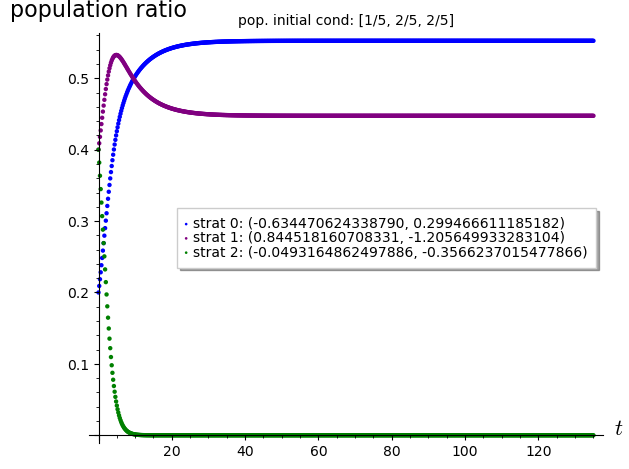 population ratio
pop. initial cond: [1/5, 2/5, 2/5]
0.5
0.4
0.3
strat 0: (-0.634470624338790, 0.299466611185182)
strat 1: (0.844518160708331, -1.205649933283104)
strat 2: (-0.0493164862497886, -0.3566237015477866)
0.2
0.1
t
20 40 60 80 100 120